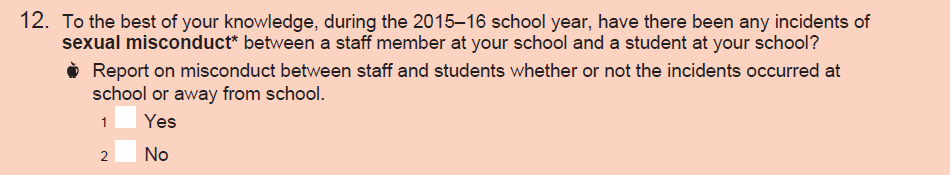 12. To the best of your knowledge, during the 2015–16 school year, have there been any incidents of
sexual misconduct* between a staff member at your school and a student at your school?
Report on misconduct between staff and students whether or not the incidents occurred at
school or away from school.
1 Yes
2 No